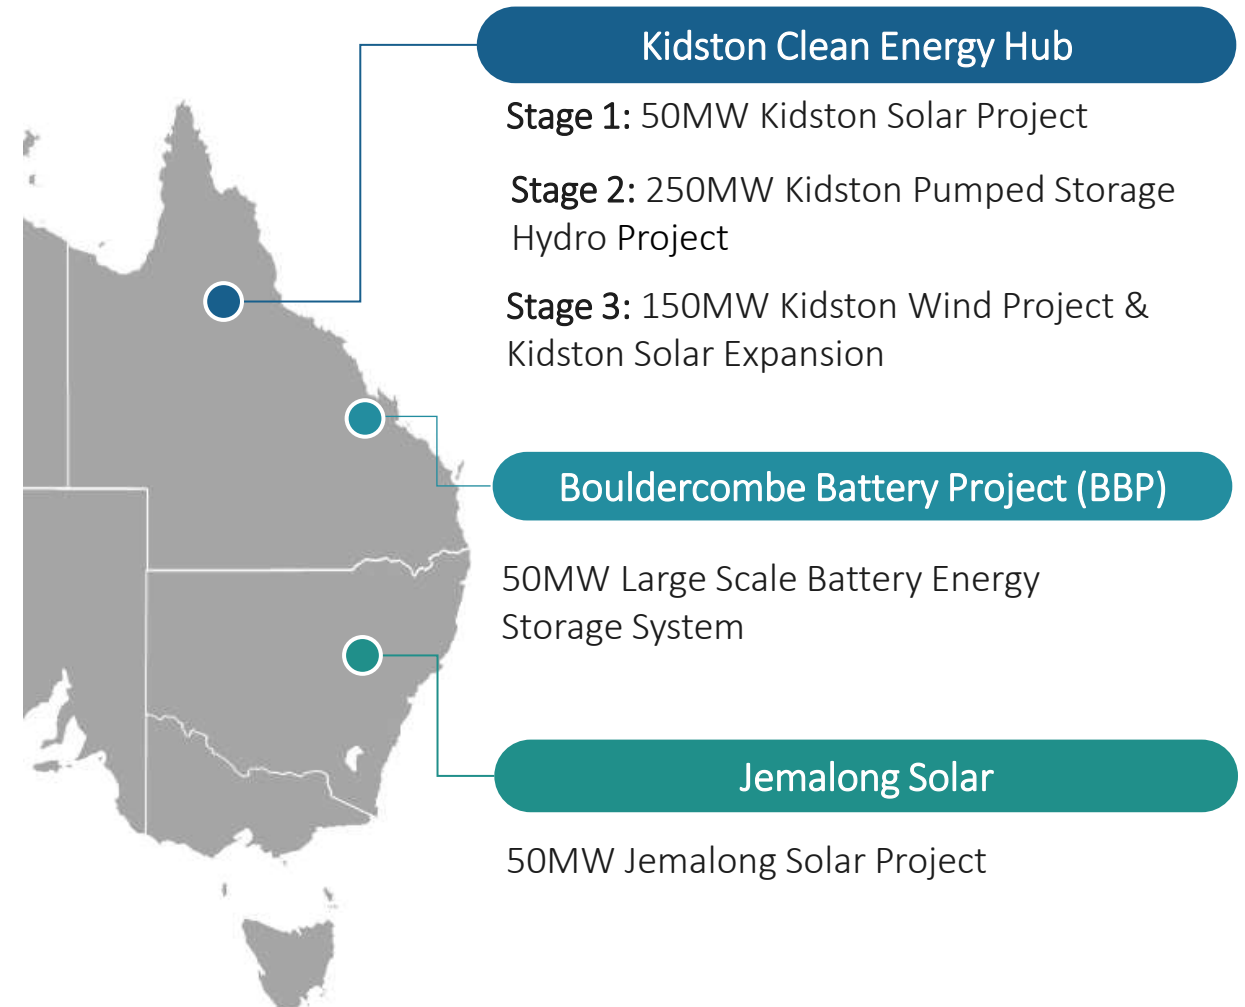 Kidston Clean Energy Hub
Stage 1: 50MW Kidston Solar Project
Stage 2: 250MW Kidston Pumped Storage
Hydro Project
Stage 3: 150MW Kidston Wind Project &
Kidston Solar Expansion
Bouldercombe Battery Project (BBP)
50MW Large Scale Battery Energy
Storage System
Jemalong Solar
50MW Jemalong Solar Project